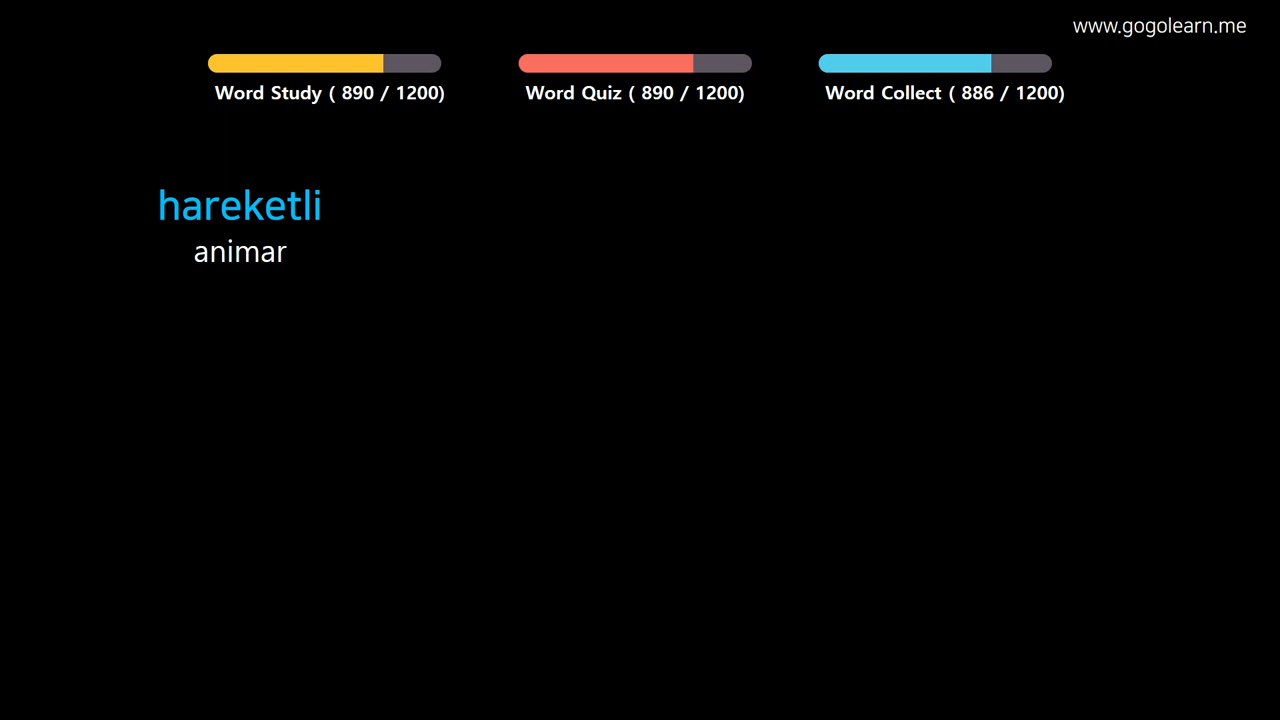 www.gogolearn.me
Word Study ( 890 / 1200)
Word Quiz ( 890 / 1200)
Word Collect ( 886 / 1200)
hareketli
animar